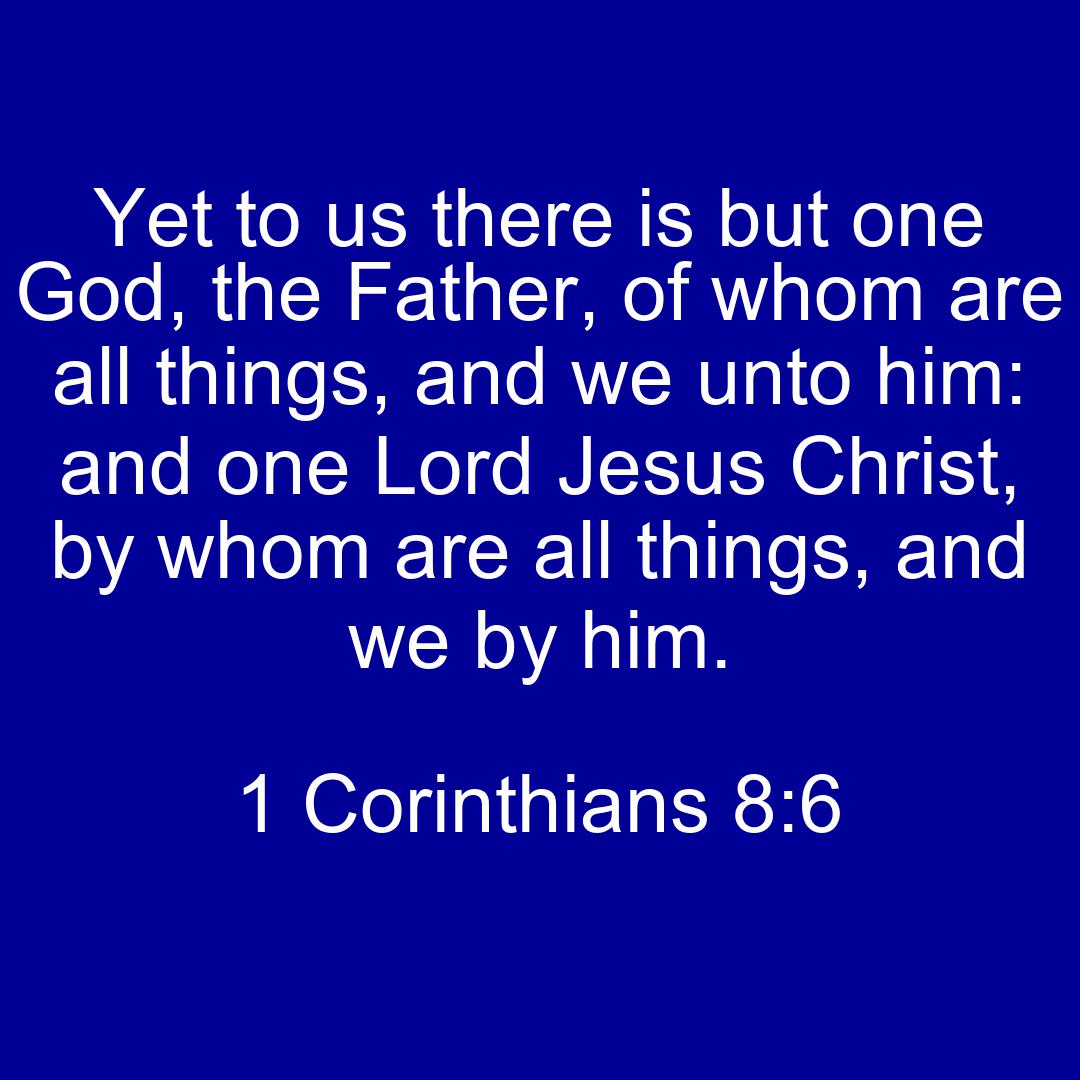 Yet to us there is but one
God, the Father, of whom are
all things, and we unto him:
and one Lord Jesus Christ,
by whom are all things, and
we by him.
1 Corinthians 8:6